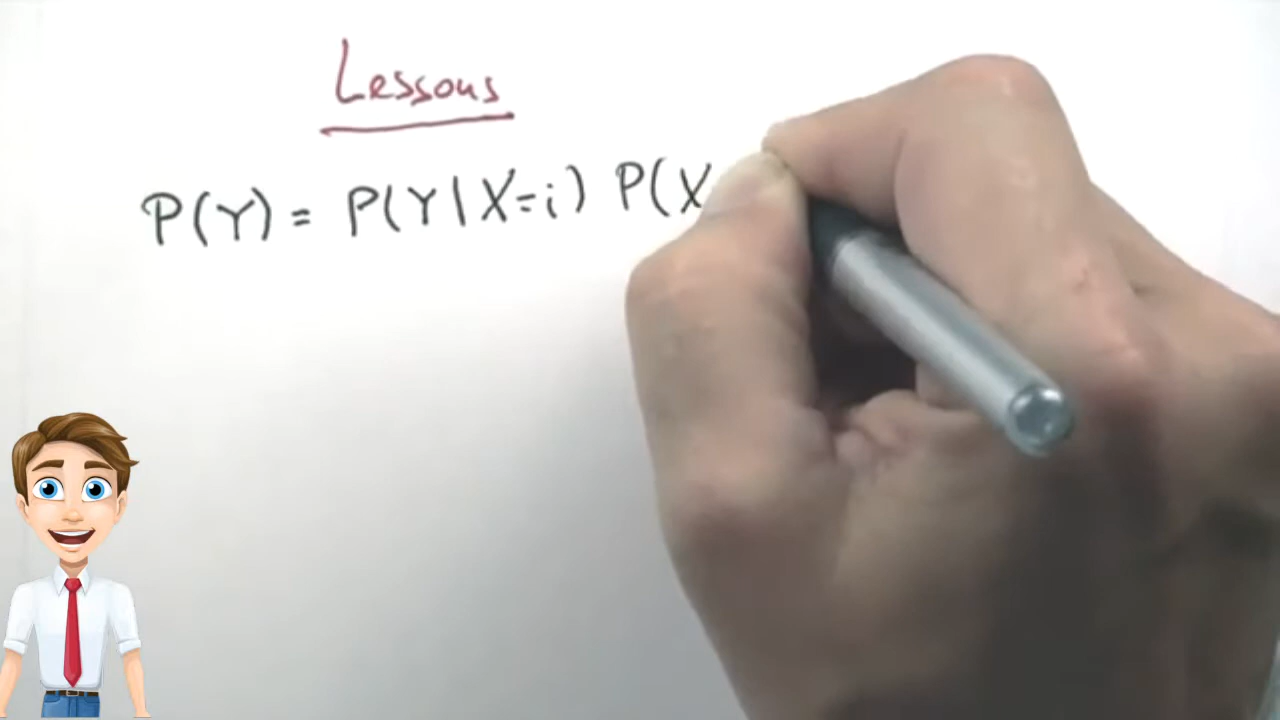 Lessons
P(Y) = P(Y | X=i) P(X